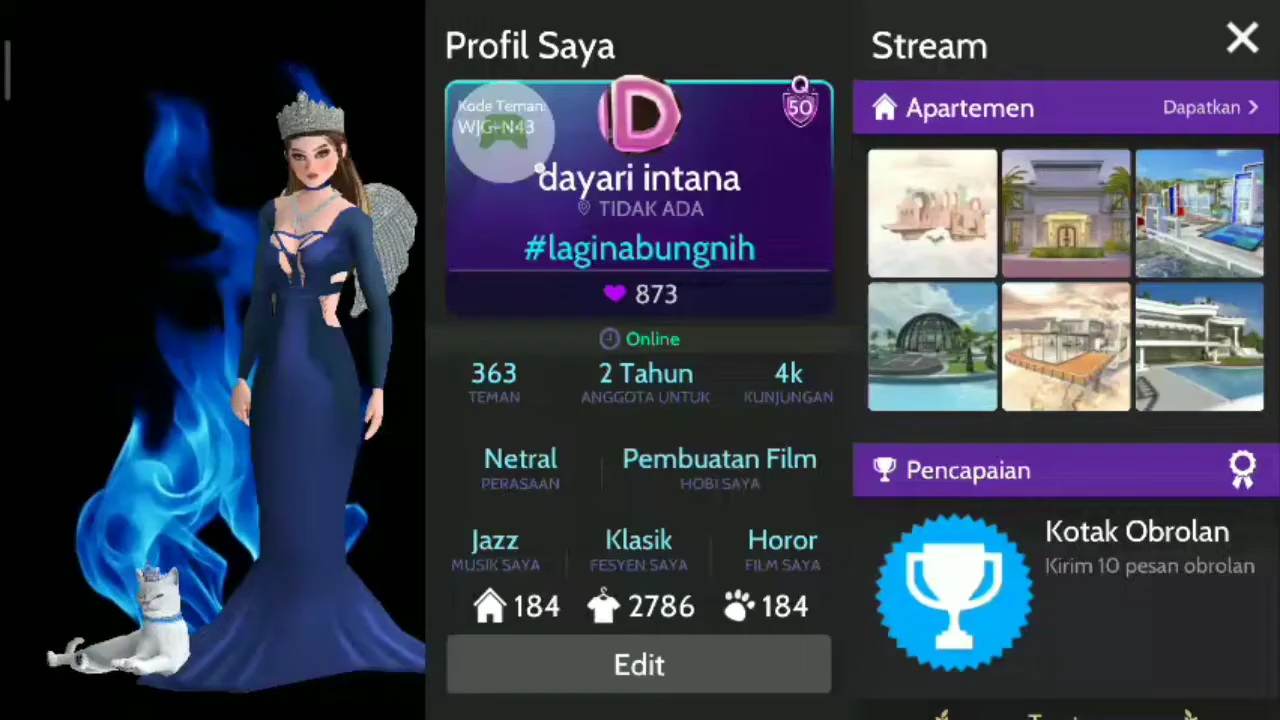 Profil Saya
Kode Teman:
WJG-N43
D
Q
50
dayari intana
TIDAK ADA
#laginabungnih
873
Online
363
TEMAN
2 Tahun
ANGGOTA UNTUK
4k
KUNJUNGAN
Netral
PERASAAN
Pembuatan Film
HOBI SAYA
Jazz
MUSIK SAYA
Klasik
FESYEN SAYA
Horor
FILM SAYA
184
2786
184
Edit
Stream
Apartemen
Dapatkan
Pencapaian
Kotak Obrolan
Kirim 10 pesan obrolan